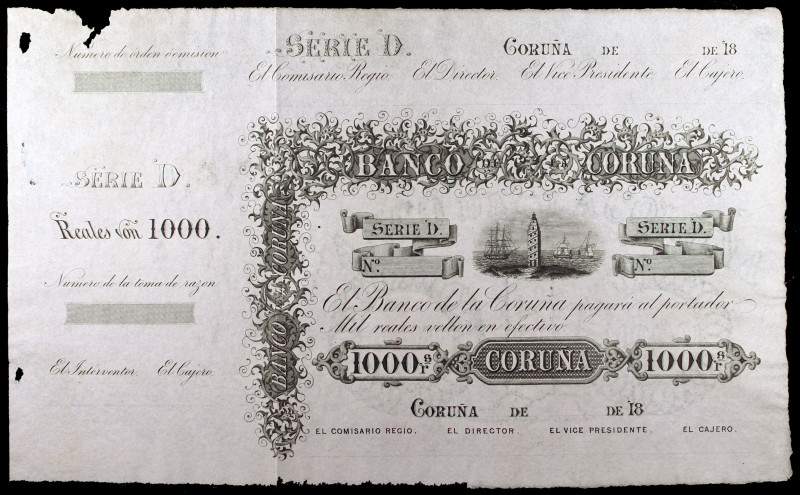 Numero de orden d emision
SERIE D.
CORUÑA DE DE 18
El Comisario Regio. El Director. El Vice Presidente. El Cajero.
BANCO DE LA CORUÑA
BANCO DE LA CORUÑA
SERIE D.
Reales von 1000.
SERIE D.
Nº
SERIE D.
Nº
Numero de la toma de razon
El Banco de la Coruña pagará al portador
Mil reales vellon en efectivo
El Interventor. El Cajero.
1000 rs
CORUÑA
1000 rs
CORUÑA DE DE 18
EL COMISARIO REGIO. EL DIRECTOR. EL VICE PRESIDENTE. EL CAJERO.